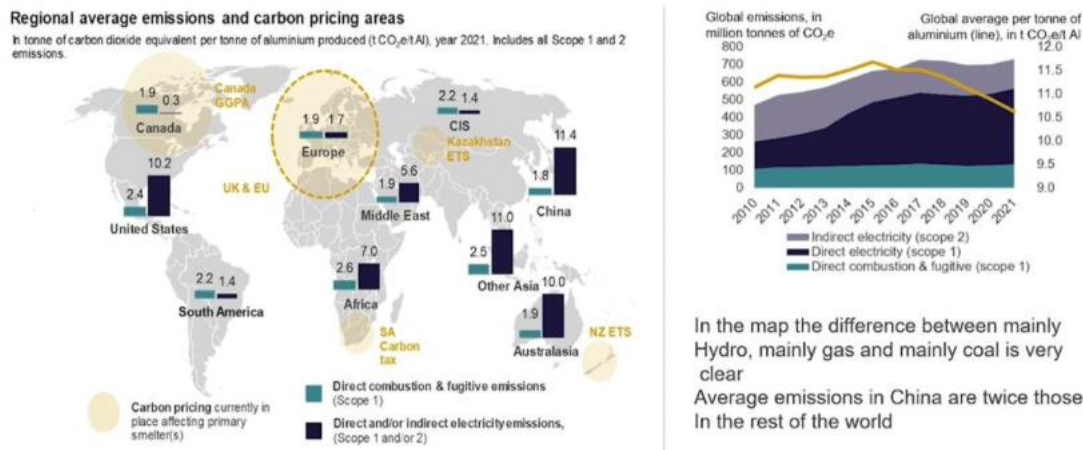 Regional average emissions and carbon pricing areas
In tonne of carbon dioxide equivalent per tonne of aluminium produced (t CO₂e/tAl), year 2021. Includes all Scope 1 and 2
emissions.
1.9
0.3
Canada
Canada
GGPA
1.9
1.7
Europe
UK & EU
2.2
1.4
CIS
Kazakhstan
ETS
11.4
1.8
China
10.2
2.4
United States
5.6
1.9
Middle East
11.0
2.5
Other Asia
7.0
2.6
Africa
2.2
1.4
South America
10.0
1.9
Australasia
SA
Carbon
tax
NZ ETS
Carbon pricing currently in
place affecting primary
smelter(s)
Direct combustion & fugitive emissions
(Scope 1)
Direct and/or indirect electricity emissions,
(Scope 1 and/or 2)
Global emissions, in
million tonnes of CO₂e
Global average per tonne of
aluminium (line), in t CO₂e/t Al
800
700
600
500
400
300
200
100
0
12.0
11.5
11.0
10.5
10.0
9.5
9.0
2010
2011
2012
2013
2014
2015
2016
2017
2018
2019
2020
2021
Indirect electricity (scope 2)
Direct electricity (scope 1)
Direct combustion & fugitive (scope 1)
In the map the difference between mainly
Hydro, mainly gas and mainly coal is very
clear
Average emissions in China are twice those
In the rest of the world